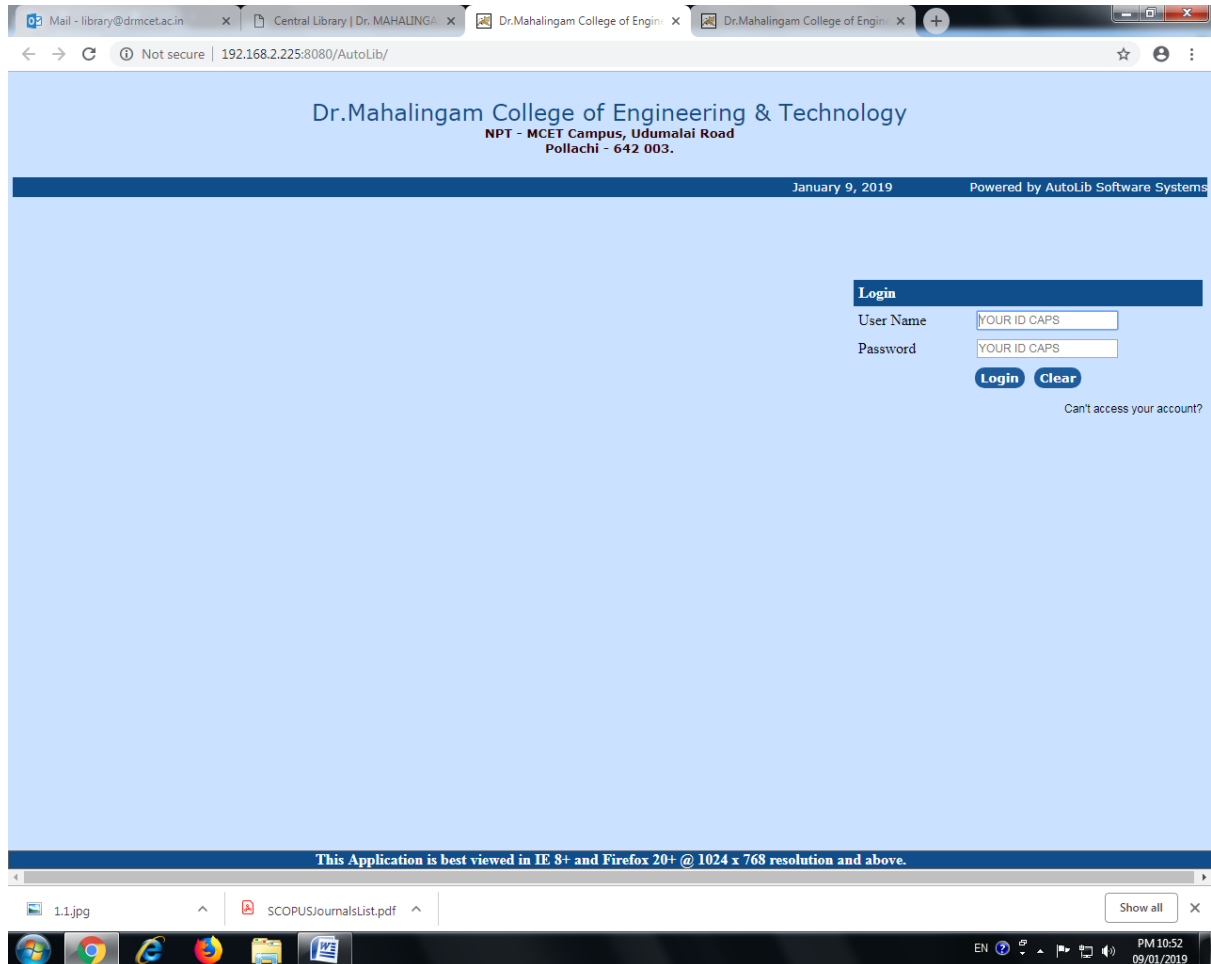 Mail - library@drmcet.ac.in
Central Library | Dr. MAHALINGA
Dr.Mahalingam College of Engine
Dr.Mahalingam College of Engine
Not secure | 192.168.2.225:8080/AutoLib/
Dr.Mahalingam College of Engineering & Technology
NPT - MCET Campus, Udumalai Road
Pollachi - 642 003.
January 9, 2019 Powered by AutoLib Software Systems
Login
User Name YOUR ID CAPS
Password YOUR ID CAPS
Login Clear
Can't access your account?
This Application is best viewed in IE 8+ and Firefox 20+ @ 1024 x 768 resolution and above.
1.1.jpg SCOPUSJournalsList.pdf Show all
EN PM 10:52
09/01/2019